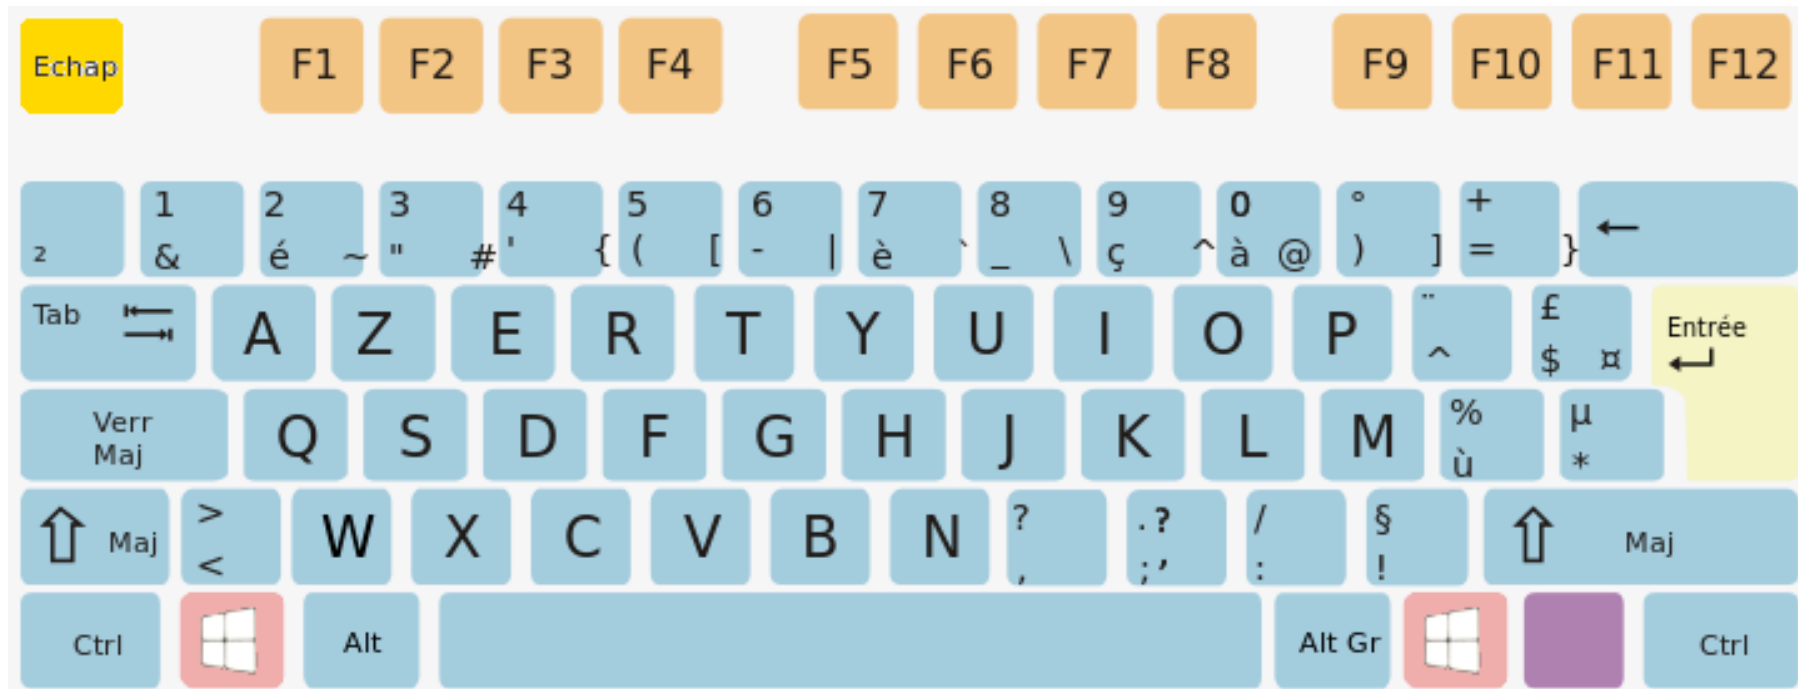 Echap F1 F2 F3 F4 F5 F6 F7 F8 F9 F10 F11 F12
1 2 3 4 5 6 7 8 9 0 ° +
² & é ~ " # ' { ( [ - | è ` _ \ ç ^ à @ ) ] = } ←
Tab A Z E R T Y U I O P ¨ ^ £ $ ¤ Entrée
Verr
Maj Q S D F G H J K L M % ù µ *
Maj > < W X C V B N ? , . ? ; ' / : § ! Maj
Ctrl Alt Alt Gr Ctrl